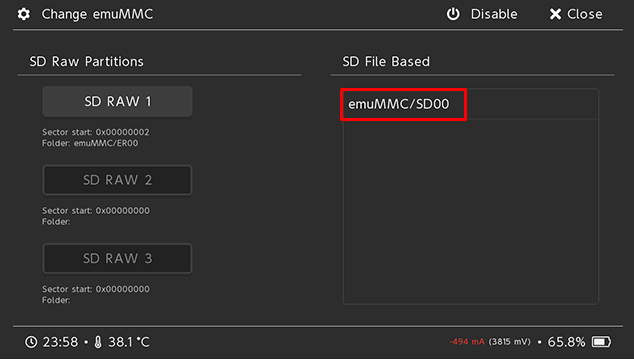 Change emuMMC
Disable
Close
SD Raw Partitions
SD File Based
SD RAW 1
Sector start: 0x00000002
Folder: emuMMC/ER00
SD RAW 2
Sector start: 0x00000000
Folder:
SD RAW 3
Sector start: 0x00000000
Folder:
emuMMC/SD00
23:58 • 38.1 °C
-494 mA (3815 mV) • 65.8%